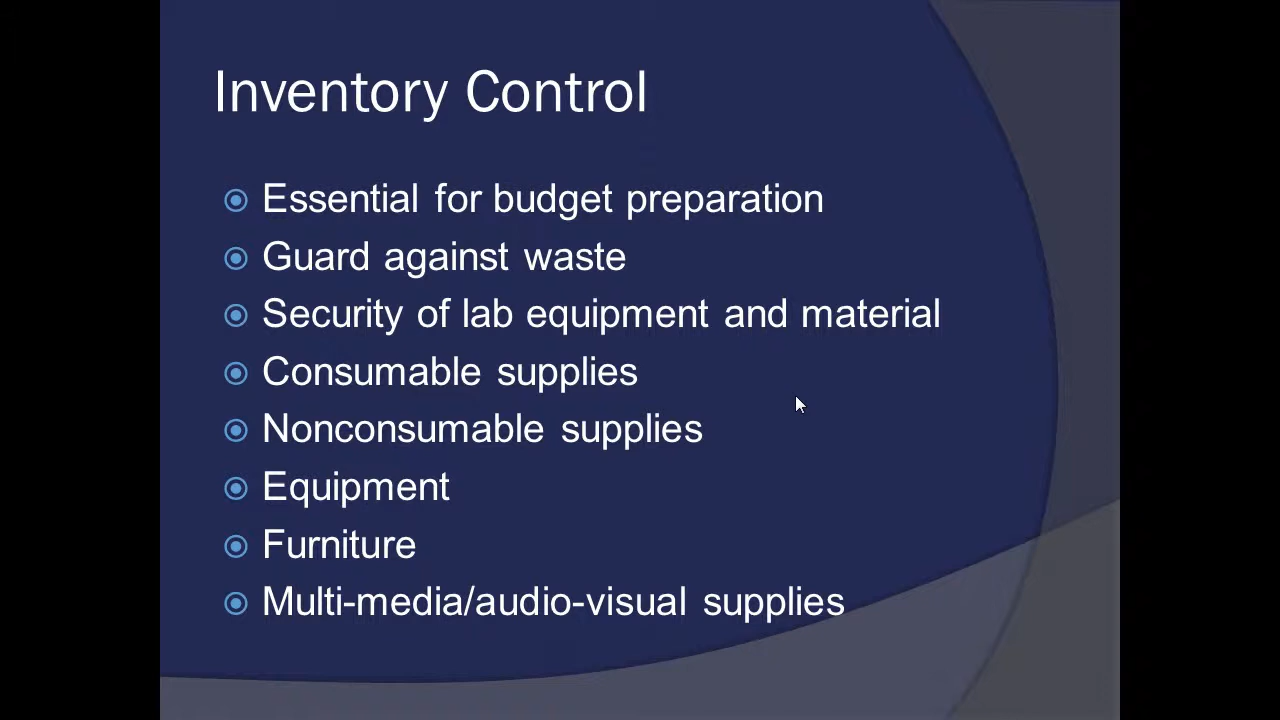 Inventory Control
Essential for budget preparation
Guard against waste
Security of lab equipment and material
Consumable supplies
Nonconsumable supplies
Equipment
Furniture
Multi-media/audio-visual supplies